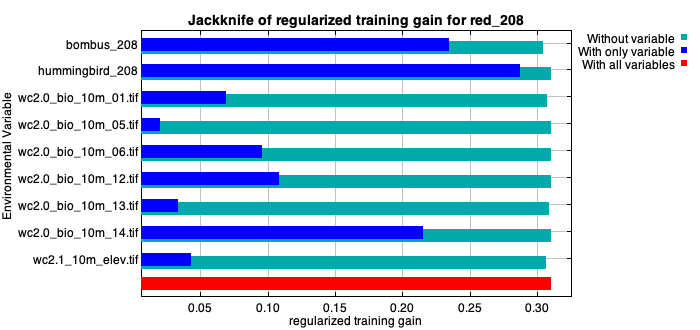 Jackknife of regularized training gain for red_208
Without variable
With only variable
With all variables
Environmental Variable
bombus_208
hummingbird_208
wc2.0_bio_10m_01.tif
wc2.0_bio_10m_05.tif
wc2.0_bio_10m_06.tif
wc2.0_bio_10m_12.tif
wc2.0_bio_10m_13.tif
wc2.0_bio_10m_14.tif
wc2.1_10m_elev.tif
0.05 0.10 0.15 0.20 0.25 0.30
regularized training gain